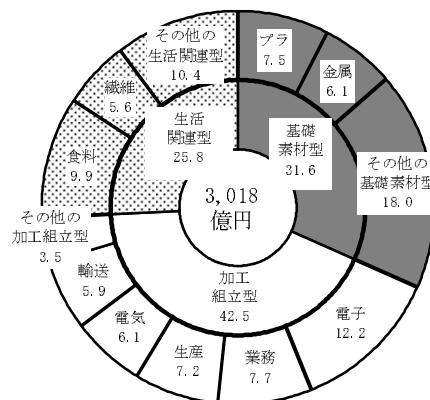 その他の
生活関連型
10.4
プラ
7.5
金属
6.1
繊維
5.6
生活
関連型
25.8
基礎
素材型
31.6
食料
9.9
その他の
基礎素材型
18.0
3,018
億円
その他の
加工組立型
3.5
輸送
5.9
加工
組立型
42.5
電気
6.1
電子
12.2
生産
7.2
業務
7.7